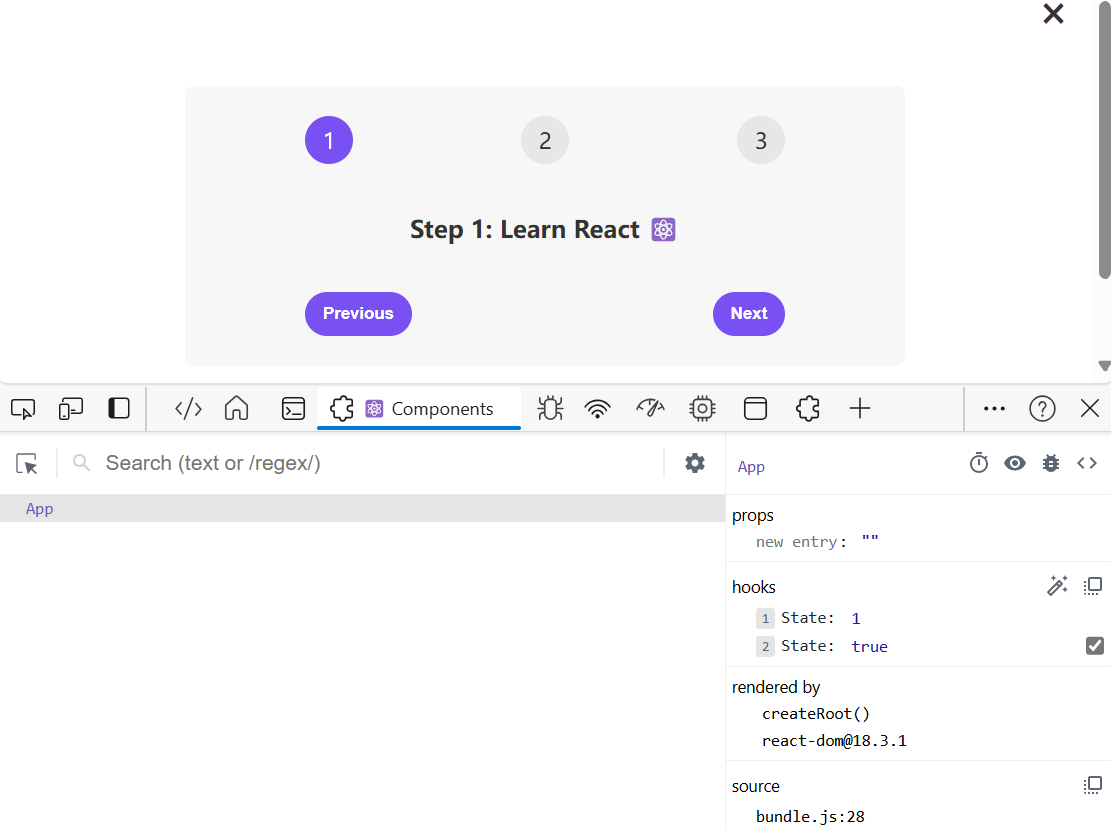 1 2 3
Step 1: Learn React
Previous Next
Components
Search (text or /regex/)
App
App
props
new entry: ""
hooks
1 State: 1
2 State: true
rendered by
createRoot()
react-dom@18.3.1
source
bundle.js:28